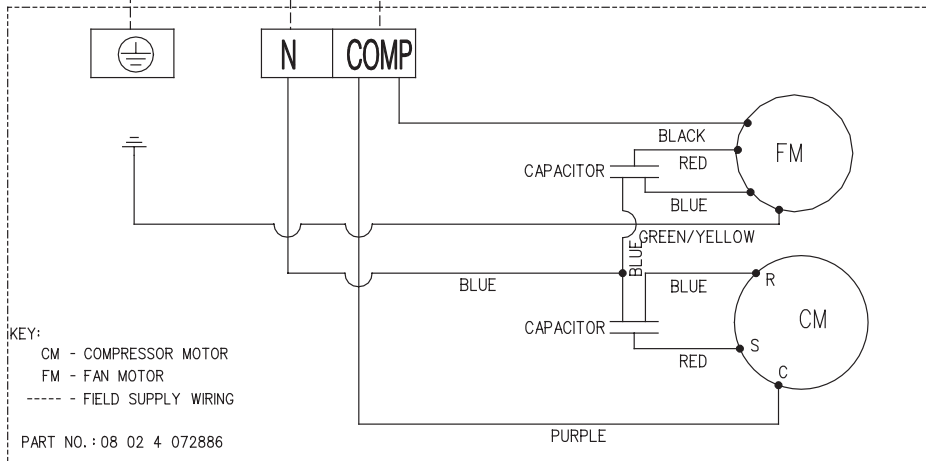 N COMP
BLACK
FM
RED
CAPACITOR
BLUE
GREEN/YELLOW
BLUE
BLUE
BLUE
R
CAPACITOR
CM
S
RED
C
PURPLE
KEY:
CM - COMPRESSOR MOTOR
FM - FAN MOTOR
----- - FIELD SUPPLY WIRING
PART NO.: 08 02 4 072886